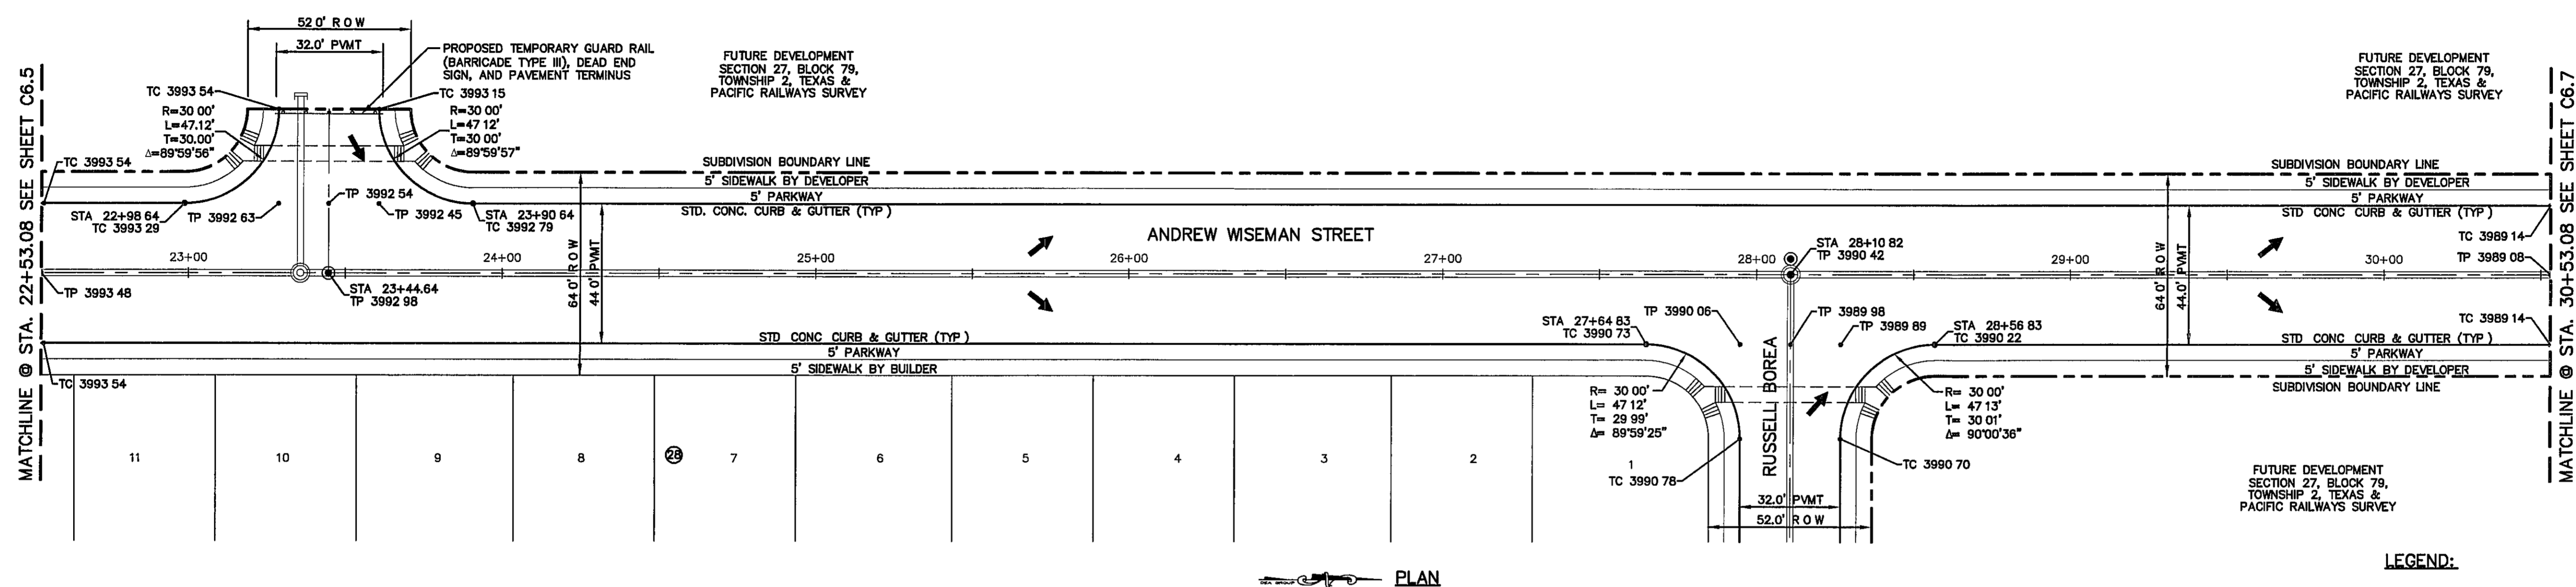 52 0' R O W
32.0' PVMT
PROPOSED TEMPORARY GUARD RAIL
(BARRICADE TYPE III), DEAD END
SIGN, AND PAVEMENT TERMINUS
FUTURE DEVELOPMENT
SECTION 27, BLOCK 79,
TOWNSHIP 2, TEXAS &
PACIFIC RAILWAYS SURVEY
FUTURE DEVELOPMENT
SECTION 27, BLOCK 79,
TOWNSHIP 2, TEXAS &
PACIFIC RAILWAYS SURVEY
MATCHLINE @ STA. 22+53.08 SEE SHEET C6.5
TC 3993 54
R=30 00'
L=47.12'
T=30.00'
Δ=89°59'56"
TC 3993 15
R=30 00'
L=47 12'
T=30 00'
Δ=89°59'57"
TC 3993 54
SUBDIVISION BOUNDARY LINE
5' SIDEWALK BY DEVELOPER
5' PARKWAY
STD. CONC. CURB & GUTTER (TYP )
SUBDIVISION BOUNDARY LINE
5' SIDEWALK BY DEVELOPER
5' PARKWAY
STD CONC CURB & GUTTER (TYP )
STA 22+98 64
TC 3993 29
TP 3992 63
TP 3992 54
TP 3992 45
STA 23+90 64
TC 3992 79
ANDREW WISEMAN STREET
TC 3989 14
TP 3989 08
23+00
24+00
25+00
26+00
27+00
28+00
29+00
30+00
STA 28+10 82
TP 3990 42
TP 3993 48
STA 23+44.64
TP 3992 98
64 0' R O W
44 0' PVMT
64 0' R O W
44.0' PVMT
STD CONC CURB & GUTTER (TYP )
5' PARKWAY
5' SIDEWALK BY BUILDER
TC 3993 54
STA 27+64 83
TC 3990 73
TP 3990 06
TP 3989 98
TP 3989 89
STA 28+56 83
TC 3990 22
TC 3989 14
STD CONC CURB & GUTTER (TYP )
5' PARKWAY
5' SIDEWALK BY DEVELOPER
SUBDIVISION BOUNDARY LINE
R= 30 00'
L= 47 12'
T= 29 99'
Δ= 89°59'25"
RUSSELL BOREA
R= 30 00'
L= 47 13'
T= 30 01'
Δ= 90°00'36"
11
10
9
8
28
7
6
5
4
3
2
1
TC 3990 78
TC 3990 70
32.0' PVMT
52.0' R O W
FUTURE DEVELOPMENT
SECTION 27, BLOCK 79,
TOWNSHIP 2, TEXAS &
PACIFIC RAILWAYS SURVEY
MATCHLINE @ STA. 30+53.08 SEE SHEET C6.7
PLAN
LEGEND: